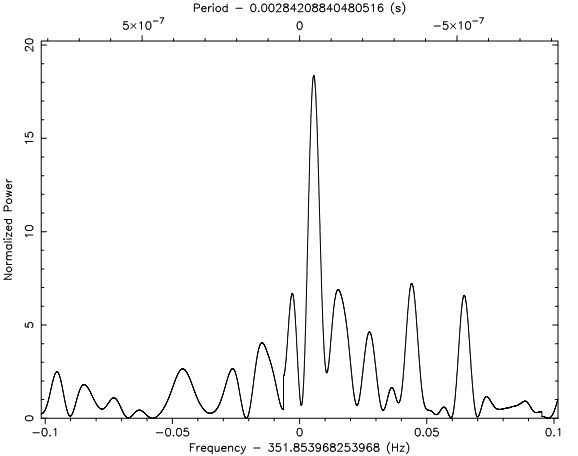 Period − 0.00284208840480516 (s)
5×10⁻⁷ 0 −5×10⁻⁷
20
15
10
5
0
Normalized Power
−0.1 −0.05 0 0.05 0.1
Frequency − 351.853968253968 (Hz)